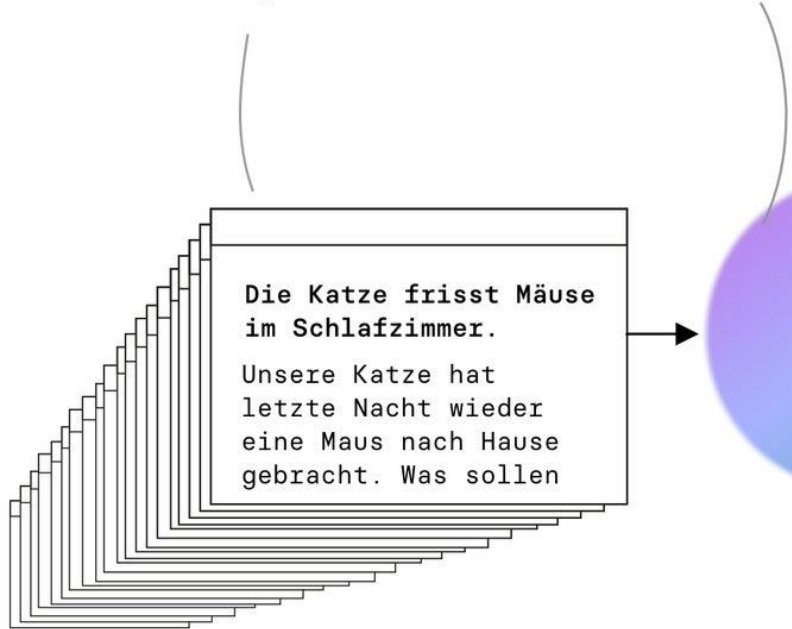 Die Katze frisst Mäuse
im Schlafzimmer.
Unsere Katze hat
letzte Nacht wieder
eine Maus nach Hause
gebracht. Was sollen